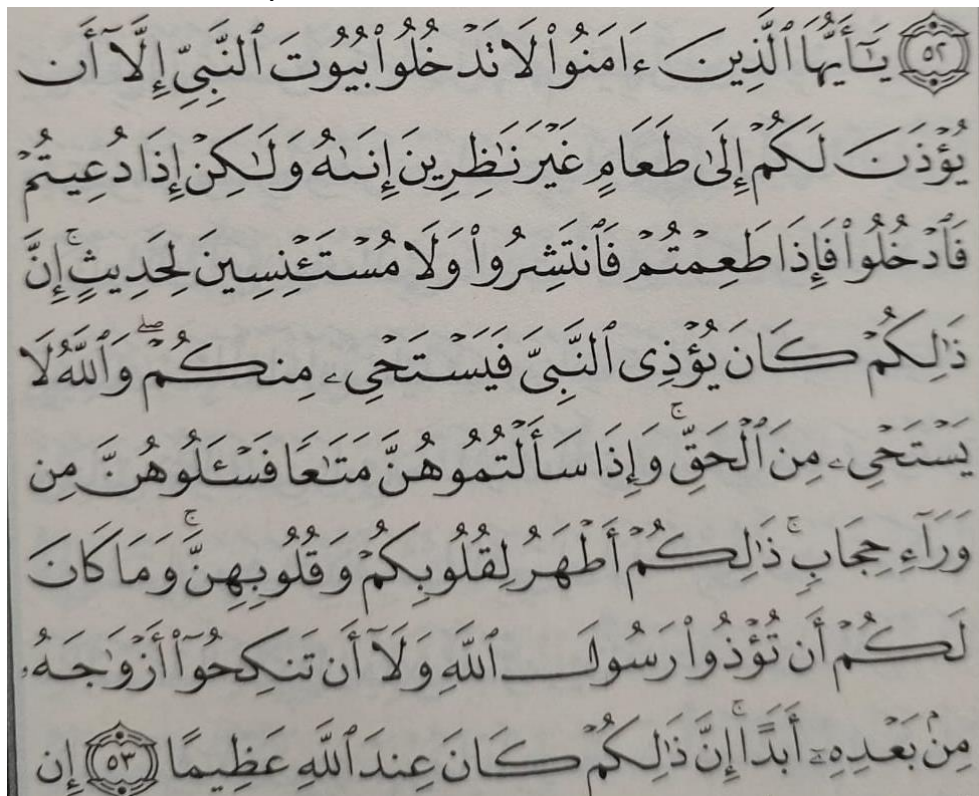 ٥٢ يَـٰٓأَيُّهَا ٱلَّذِينَ ءَامَنُوا۟ لَا تَدْخُلُوا۟ بُيُوتَ ٱلنَّبِىِّ إِلَّآ أَن
يُؤْذَنَ لَكُمْ إِلَىٰ طَعَامٍ غَيْرَ نَـٰظِرِينَ إِنَىٰهُ وَلَـٰكِنْ إِذَا دُعِيتُمْ
فَٱدْخُلُوا۟ فَإِذَا طَعِمْتُمْ فَٱنتَشِرُوا۟ وَلَا مُسْتَـْٔنِسِينَ لِحَدِيثٍ ۚ إِنَّ
ذَٰلِكُمْ كَانَ يُؤْذِى ٱلنَّبِىَّ فَيَسْتَحْىِۦ مِنكُمْ ۖ وَٱللَّهُ لَا
يَسْتَحْىِۦ مِنَ ٱلْحَقِّ ۚ وَإِذَا سَأَلْتُمُوهُنَّ مَتَـٰعًا فَسْـَٔلُوهُنَّ مِن
وَرَآءِ حِجَابٍ ۚ ذَٰلِكُمْ أَطْهَرُ لِقُلُوبِكُمْ وَقُلُوبِهِنَّ ۚ وَمَا كَانَ
لَكُمْ أَن تُؤْذُوا۟ رَسُولَ ٱللَّهِ وَلَآ أَن تَنكِحُوٓا۟ أَزْوَٰجَهُۥ
مِنۢ بَعْدِهِۦٓ أَبَدًا ۚ إِنَّ ذَٰلِكُمْ كَانَ عِندَ ٱللَّهِ عَظِيمًا ٥٣ إِن